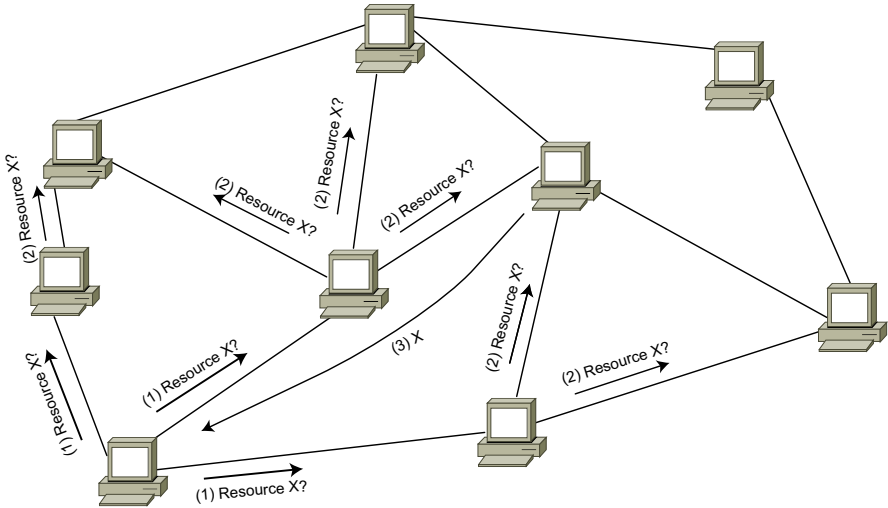 (2) Resource X?
(2) Resource X?
(2) Resource X?
(2) Resource X?
(2) Resource X?
(3) X
(1) Resource X?
(1) Resource X?
(2) Resource X?
(1) Resource X?